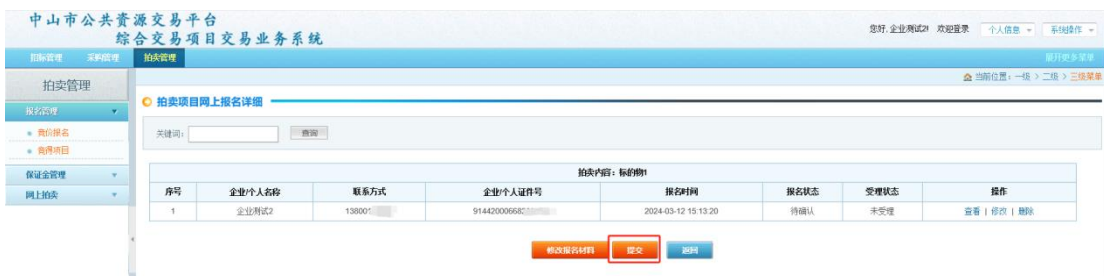 中山市公共资源交易平台
综合交易项目交易业务系统
您好,企业测试2! 欢迎登录 个人信息 系统操作
招标管理 采购管理 拍卖管理 展开更多菜单
当前位置：一级 > 二级 > 三级菜单
拍卖管理
报名管理
竞价报名
竞得项目
保证金管理
网上拍卖
拍卖项目网上报名详细
关键词： 查询
拍卖内容：标的物1
序号 企业/个人名称 联系方式 企业/个人证件号 报名时间 报名状态 受理状态 操作
1 企业测试2 138001 91442000668 2024-03-12 15:13:20 待确认 未受理 查看 | 修改 | 删除
修改报名材料 提交 返回